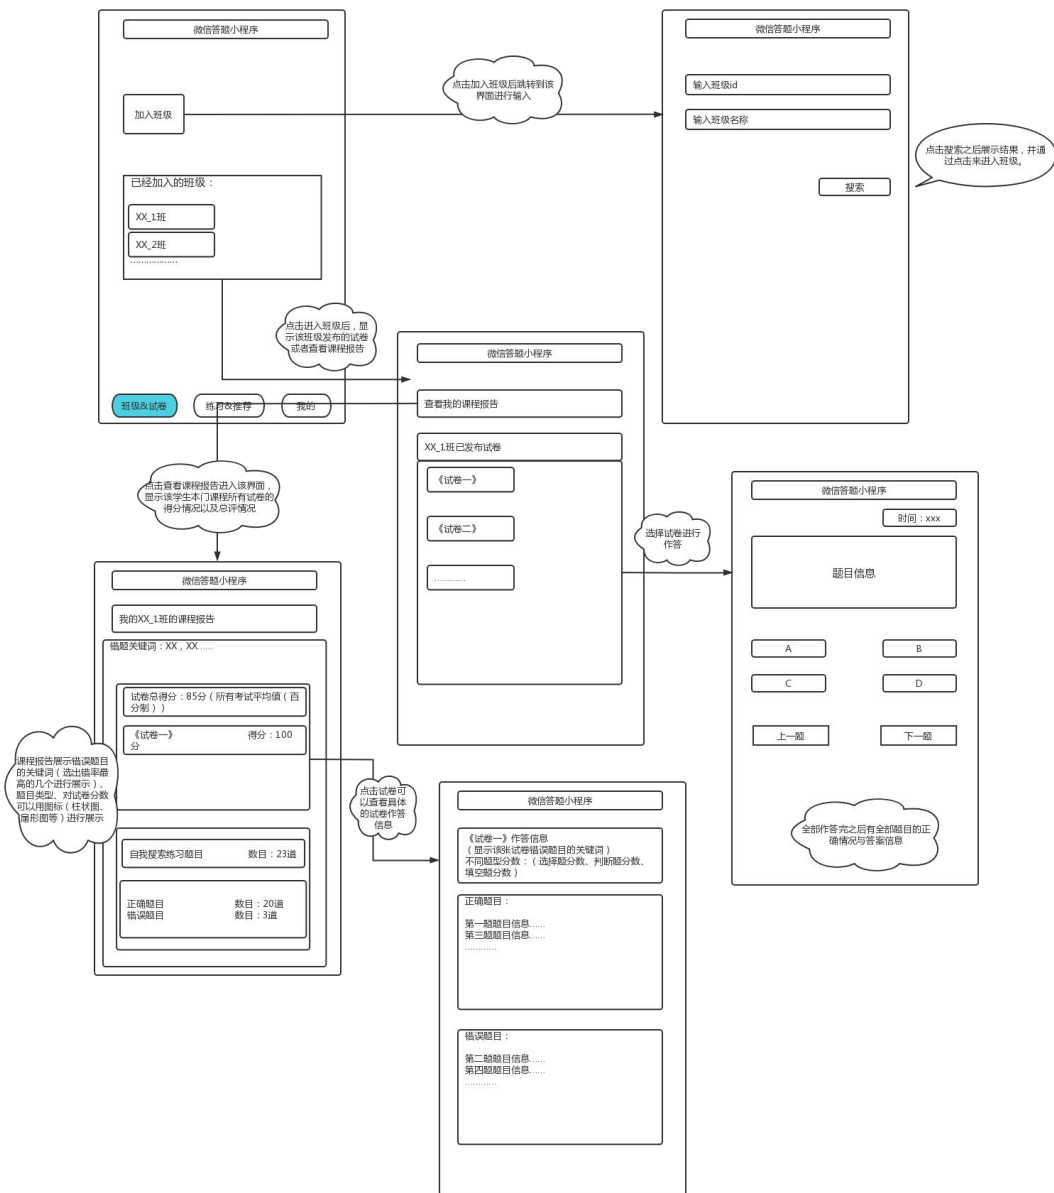 微信答题小程序
加入班级
已经加入的班级：
XX_1班
XX_2班
………………
班级&试卷
练习&推荐
我的
点击加入班级后跳转到该
界面进行输入
微信答题小程序
输入班级id
输入班级名称
搜索
点击搜索之后展示结果，并通
过点击来进入班级。
点击进入班级后，显
示该班级发布的试卷
或者查看课程报告
微信答题小程序
查看我的课程报告
XX_1班已发布试卷
《试卷一》
《试卷二》
…………
选择试卷进行
作答
微信答题小程序
时间：xxx
题目信息
A
B
C
D
上一题
下一题
全部作答完之后有全部题目的正
确情况与答案信息
点击查看课程报告进入该界面，
显示该学生本门课程所有试卷的
得分情况以及总评情况
微信答题小程序
我的XX_1班的课程报告
错题关键词：XX，XX……
试卷总得分：85分（所有考试平均值（百
分制））
《试卷一》 得分：100
分
自我搜索练习题目 数目：23道
正确题目 数目：20道
错误题目 数目：3道
课程报告展示错误题目
的关键词（选出错率最
高的几个进行展示）、
题目类型、对试卷分数
可以用图标（柱状图、
扇形图等）进行展示
点击试卷可
以查看具体
的试卷作答
信息
微信答题小程序
《试卷一》作答信息
（显示该张试卷错误题目的关键词）
不同题型分数：（选择题分数、判断题分数、
填空题分数）
正确题目：
第一题题目信息……
第三题题目信息……
…………
错误题目：
第二题题目信息……
第四题题目信息……
…………